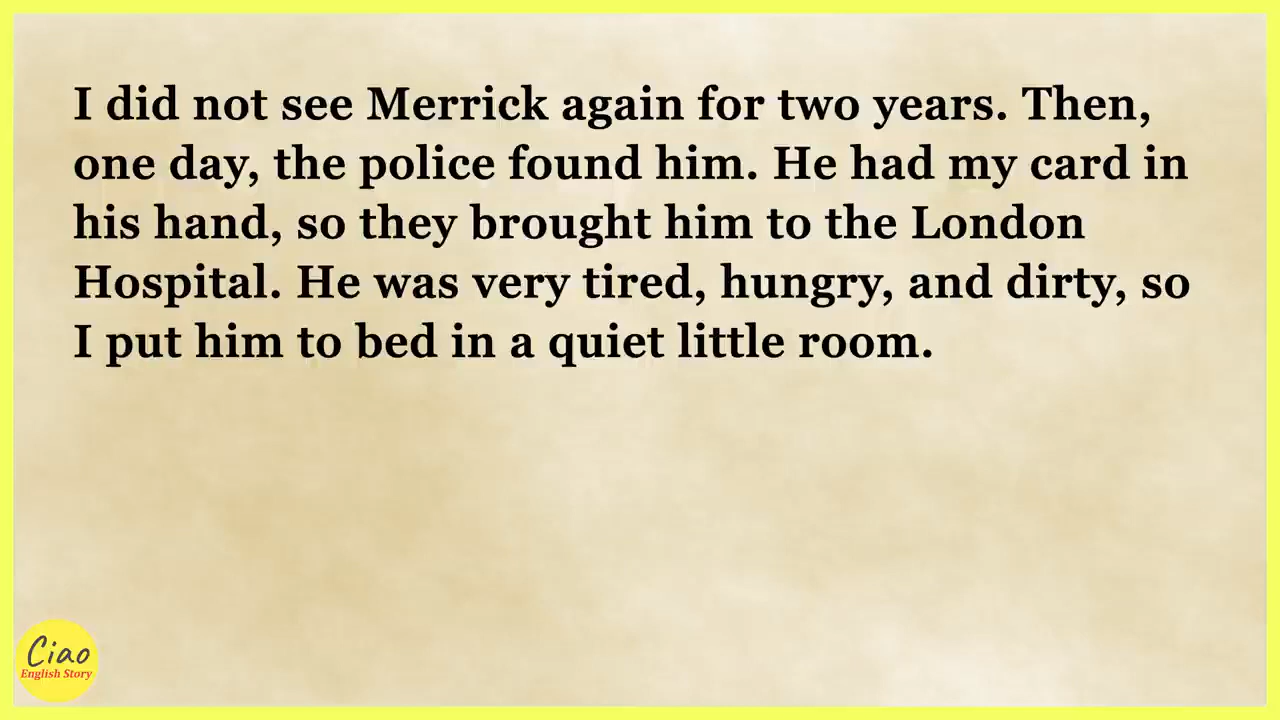 I did not see Merrick again for two years. Then,
one day, the police found him. He had my card in
his hand, so they brought him to the London
Hospital. He was very tired, hungry, and dirty, so
I put him to bed in a quiet little room.
Ciao
English Story